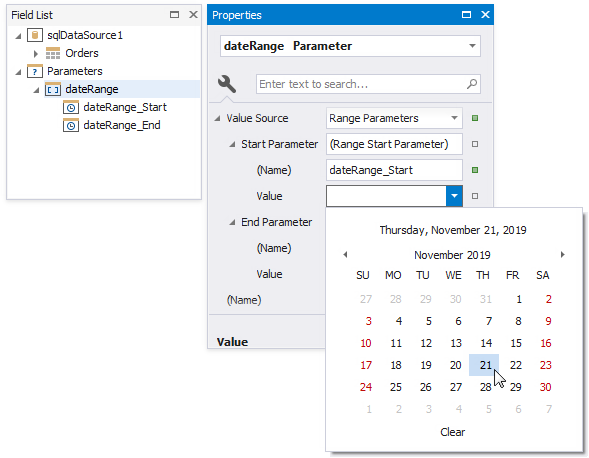 Field List
sqlDataSource1
Orders
Parameters
dateRange
dateRange_Start
dateRange_End
Properties
dateRange Parameter
Enter text to search...
Value Source Range Parameters
Start Parameter (Range Start Parameter)
(Name) dateRange_Start
Value
End Parameter
(Name)
Value
(Name)
Value
Thursday, November 21, 2019
November 2019
SU MO TU WE TH FR SA
27 28 29 30 31 1 2
3 4 5 6 7 8 9
10 11 12 13 14 15 16
17 18 19 20 21 22 23
24 25 26 27 28 29 30
1 2 3 4 5 6 7
Clear